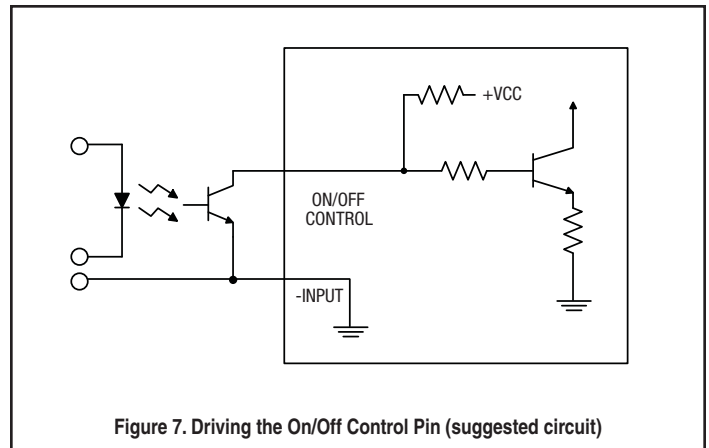 +VCC
ON/OFF
CONTROL
-INPUT
Figure 7. Driving the On/Off Control Pin (suggested circuit)